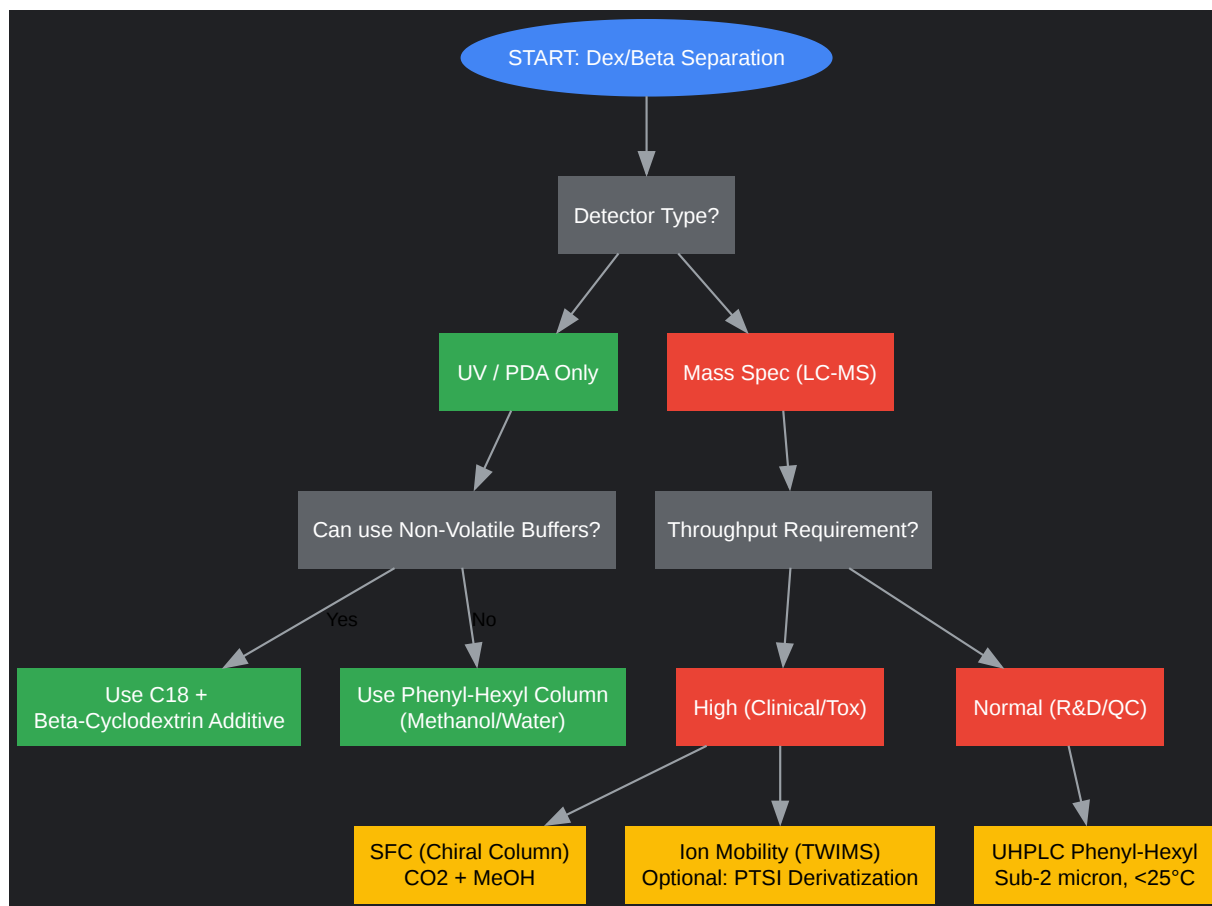 START: Dex/Beta Separation
Detector Type?
UV / PDA Only
Mass Spec (LC-MS)
Can use Non-Volatile Buffers?
Throughput Requirement?
Yes
No
Use C18 +
Beta-Cyclodextrin Additive
Use Phenyl-Hexyl Column
(Methanol/Water)
High (Clinical/Tox)
Normal (R&D/QC)
SFC (Chiral Column)
CO2 + MeOH
Ion Mobility (TWIMS)
Optional: PTSI Derivatization
UHPLC Phenyl-Hexyl
Sub-2 micron, <25°C